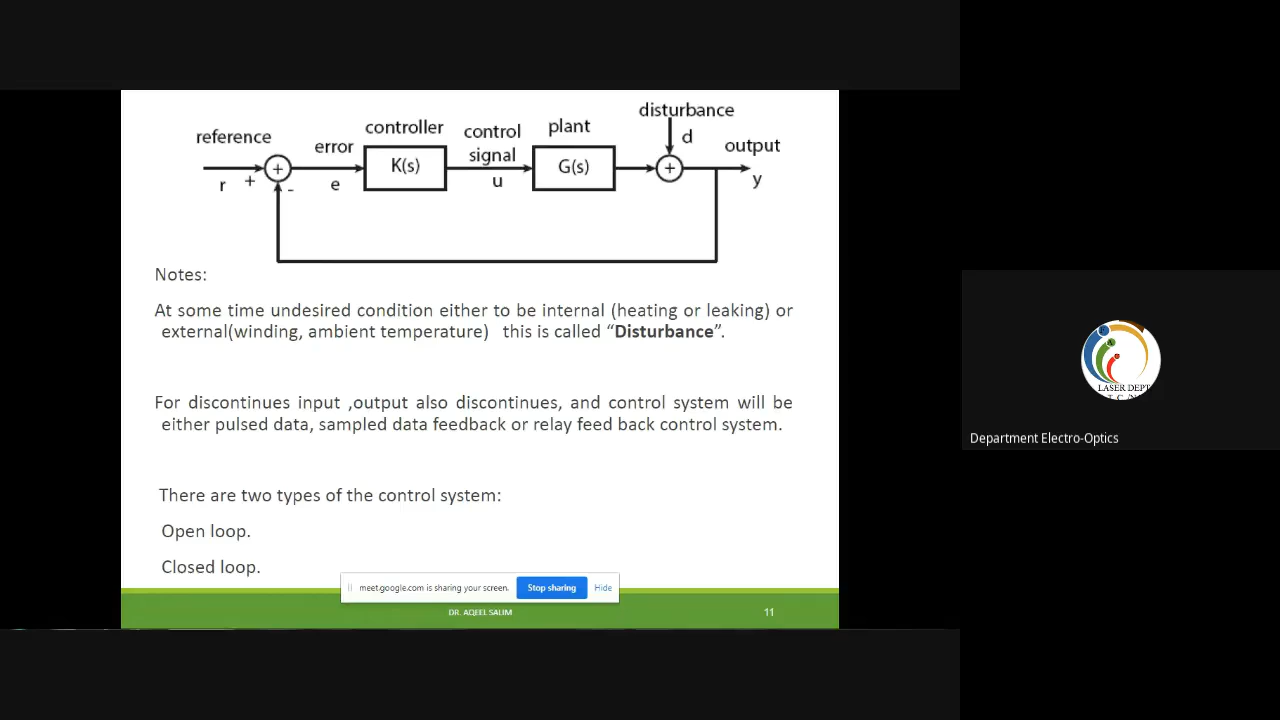 disturbance
reference
controller
control
plant
error
signal
d
output
K(s)
G(s)
+
+
r
+
-
e
u
y
Notes:
At some time undesired condition either to be internal (heating or leaking) or
external(winding, ambient temperature) this is called “Disturbance”.
For discontinues input ,output also discontinues, and control system will be
either pulsed data, sampled data feedback or relay feed back control system.
There are two types of the control system:
Open loop.
Closed loop.
meet.google.com is sharing your screen.
Stop sharing
Hide
DR. AQEEL SALIM
11
LASER DEPT
Department Electro-Optics